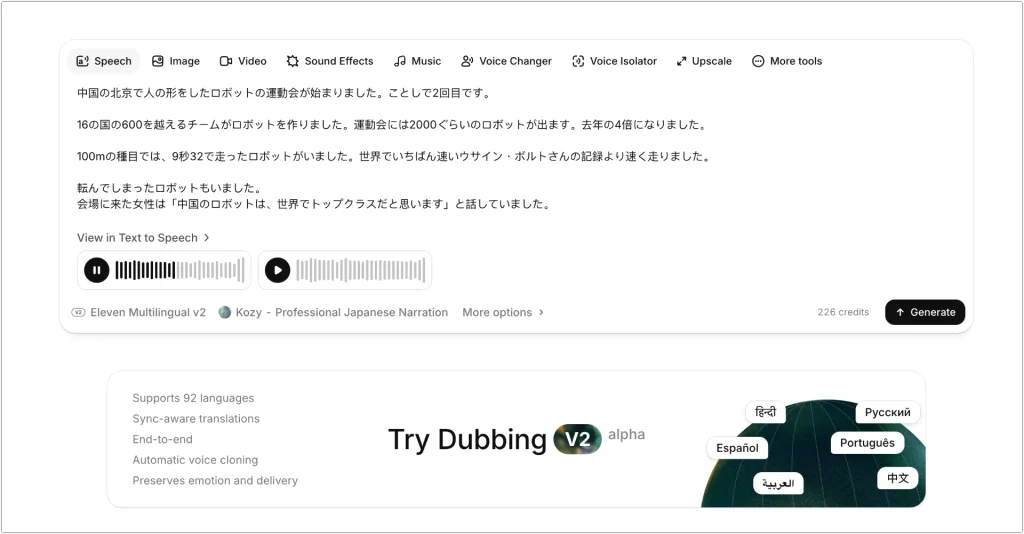 Speech Image Video Sound Effects Music Voice Changer Voice Isolator Upscale More tools
中国の北京で人の形をしたロボットの運動会が始まりました。ことしで2回目です。
16の国の600を越えるチームがロボットを作りました。運動会には2000ぐらいのロボットが出ます。去年の4倍になりました。
100mの種目では、9秒32で走ったロボットがいました。世界でいちばん速いウサイン・ボルトさんの記録より速く走りました。
転んでしまったロボットもいました。
会場に来た女性は「中国のロボットは、世界でトップクラスだと思います」と話していました。
View in Text to Speech
V2 Eleven Multilingual v2 Kozy - Professional Japanese Narration More options 226 credits Generate
Supports 92 languages
Sync-aware translations
End-to-end
Automatic voice cloning
Preserves emotion and delivery
Try Dubbing V2 alpha
हिन्दी
Русский
Español
Português
العربية
中文